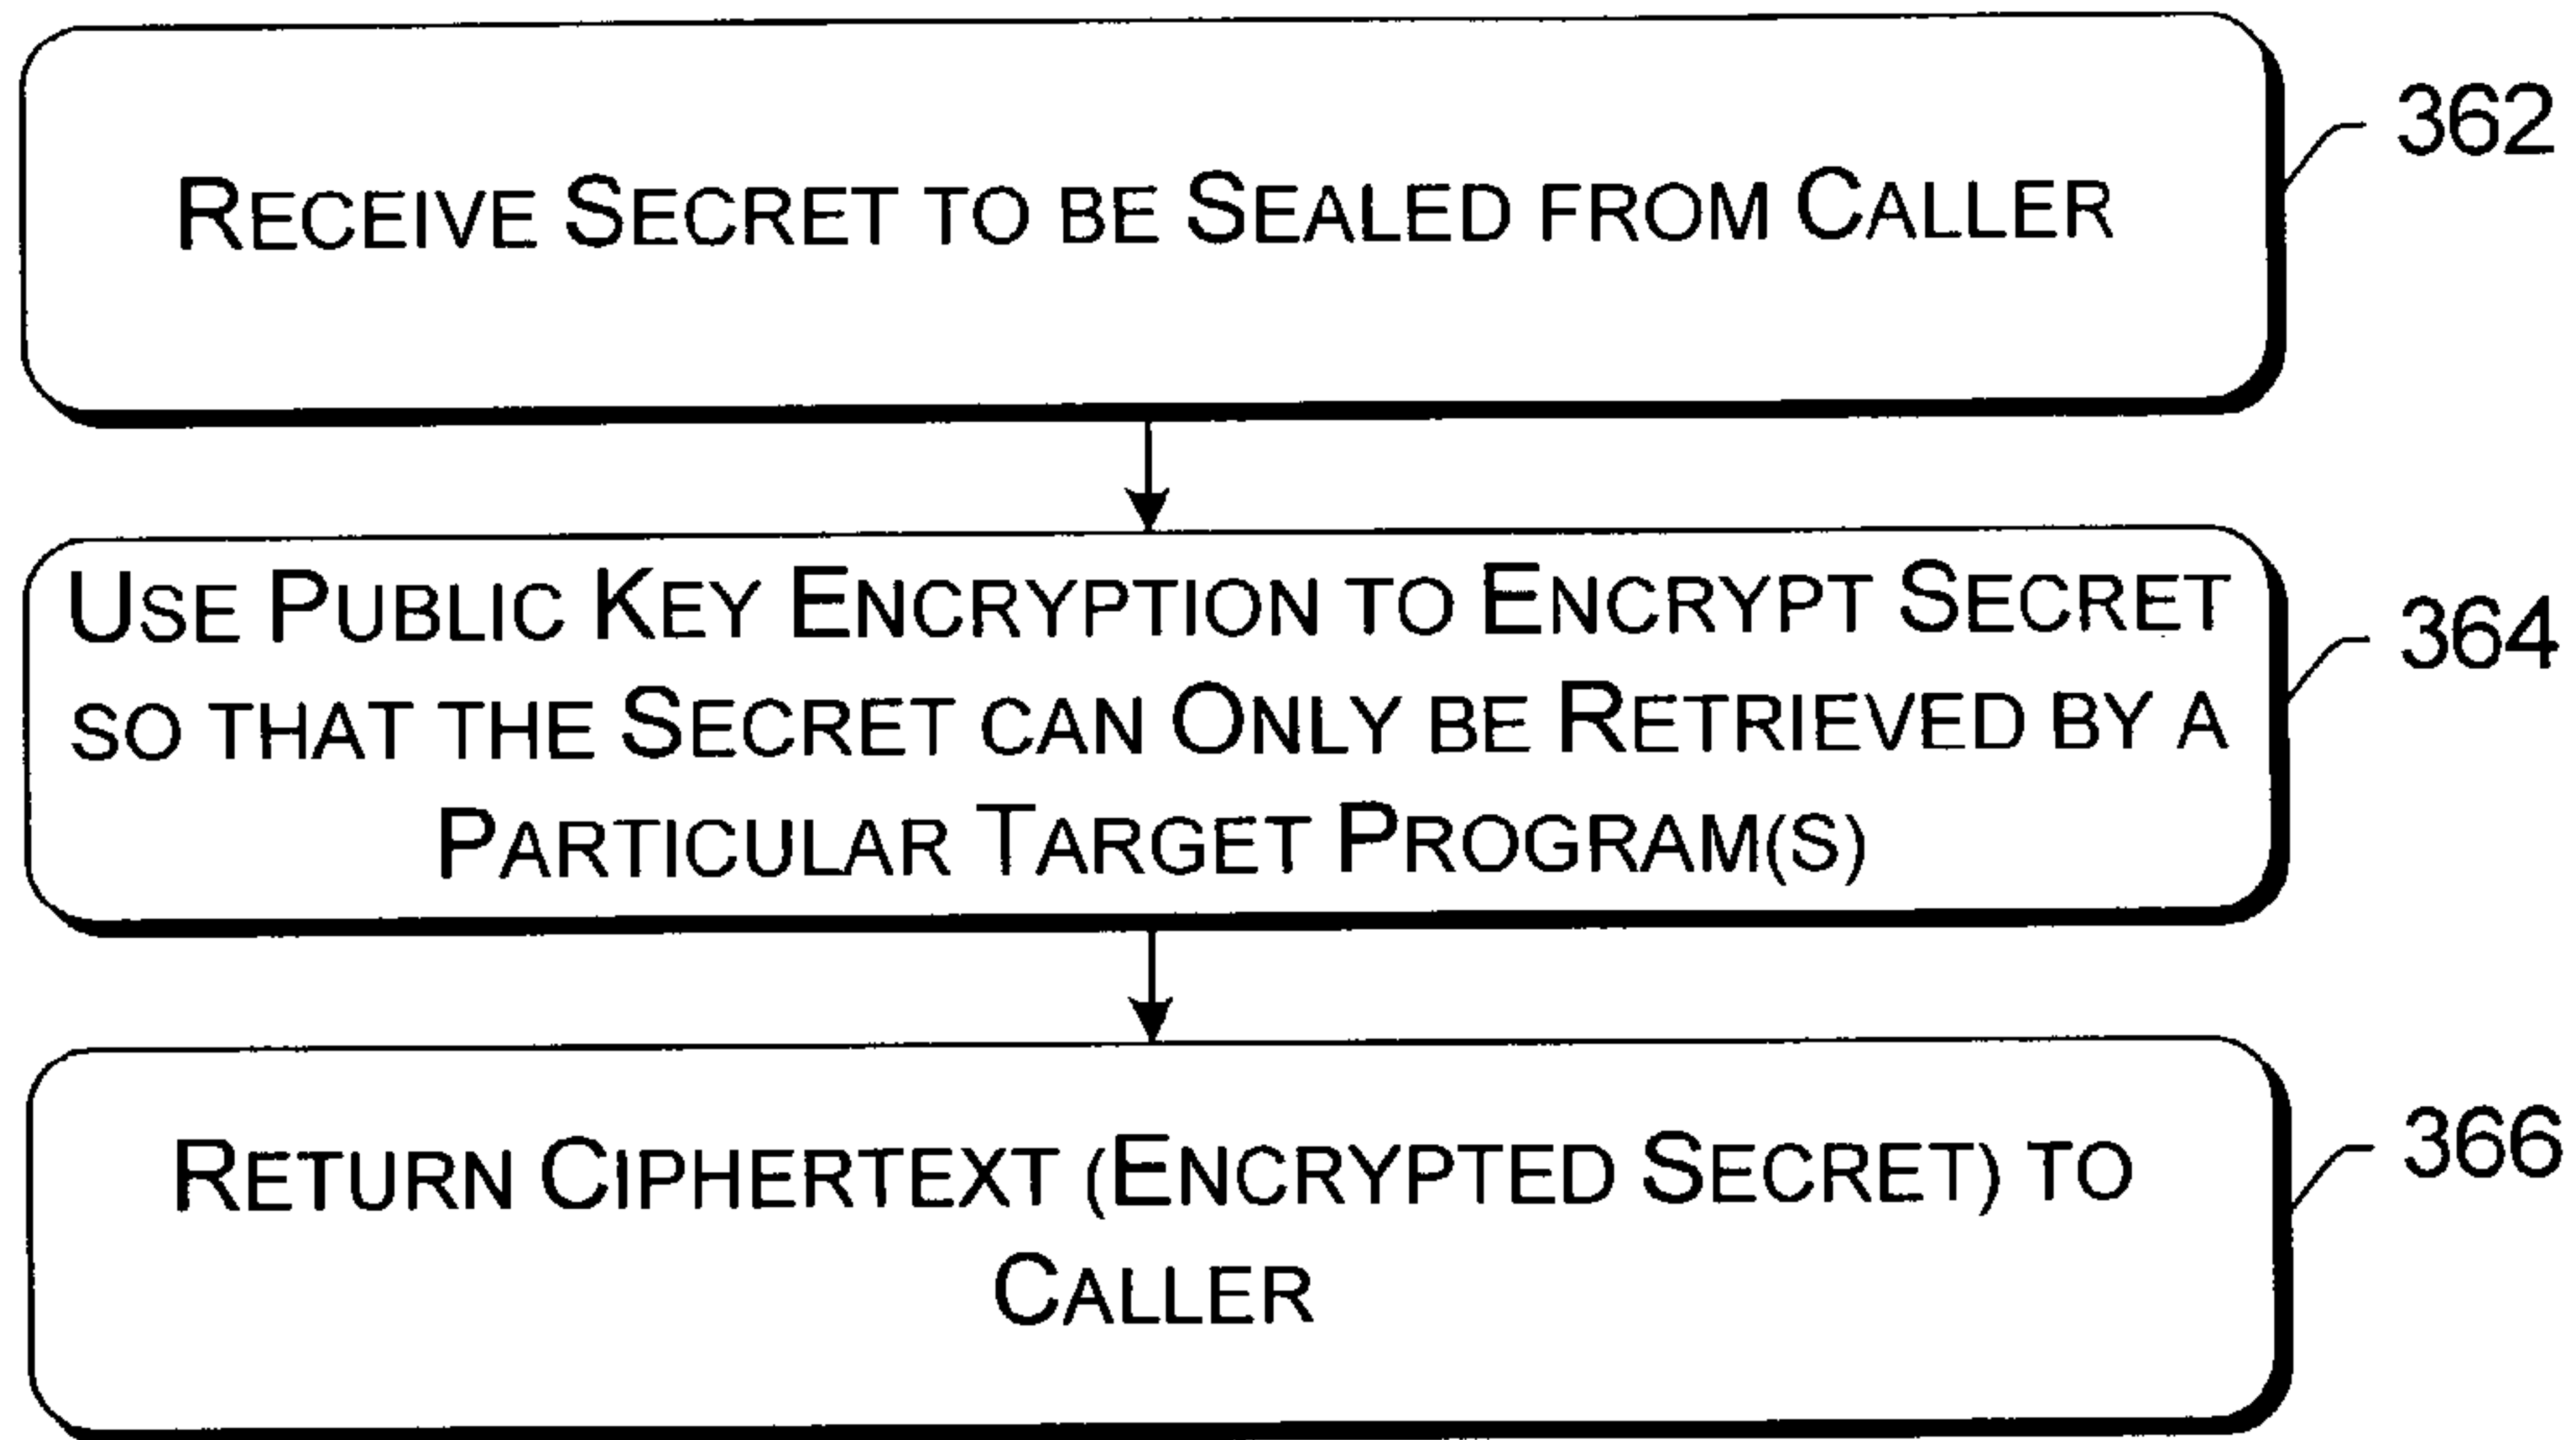 RECEIVE SECRET TO BE SEALED FROM CALLER
362
USE PUBLIC KEY ENCRYPTION TO ENCRYPT SECRET
SO THAT THE SECRET CAN ONLY BE RETRIEVED BY A
PARTICULAR TARGET PROGRAM(S)
364
RETURN CIPHERTEXT (ENCRYPTED SECRET) TO
CALLER
366